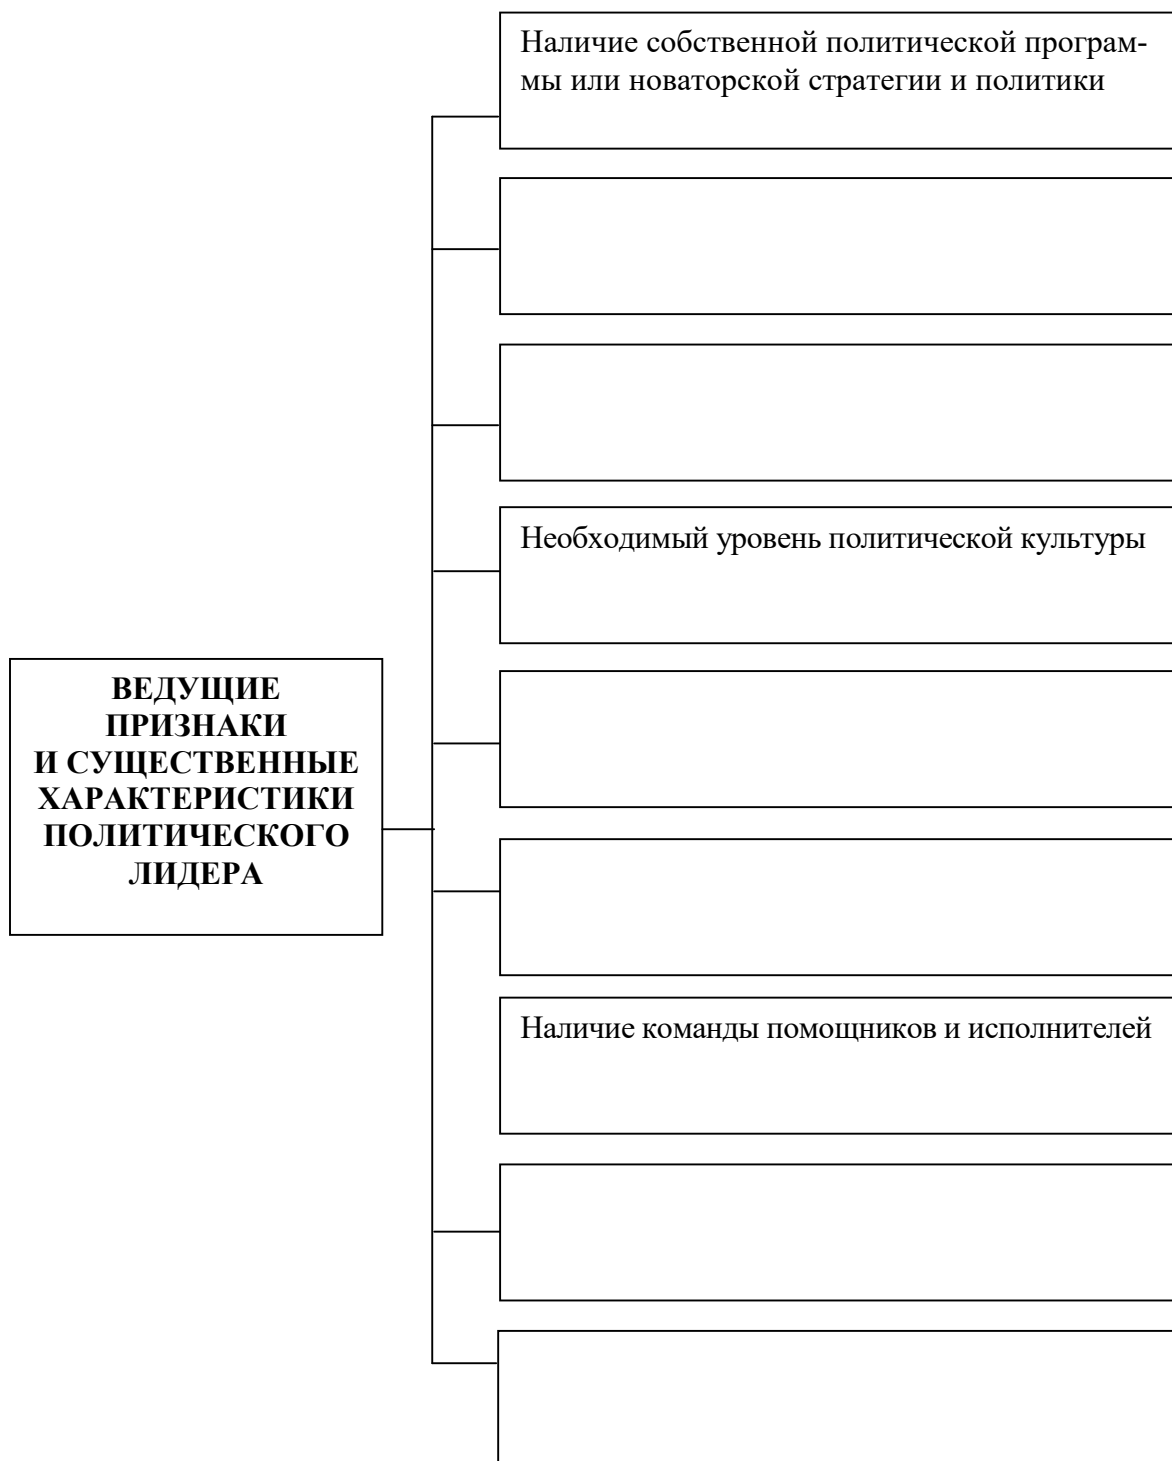 Наличие собственной политической програм-
мы или новаторской стратегии и политики
Необходимый уровень политической культуры
ВЕДУЩИЕ
ПРИЗНАКИ
И СУЩЕСТВЕННЫЕ
ХАРАКТЕРИСТИКИ
ПОЛИТИЧЕСКОГО
ЛИДЕРА
Наличие команды помощников и исполнителей